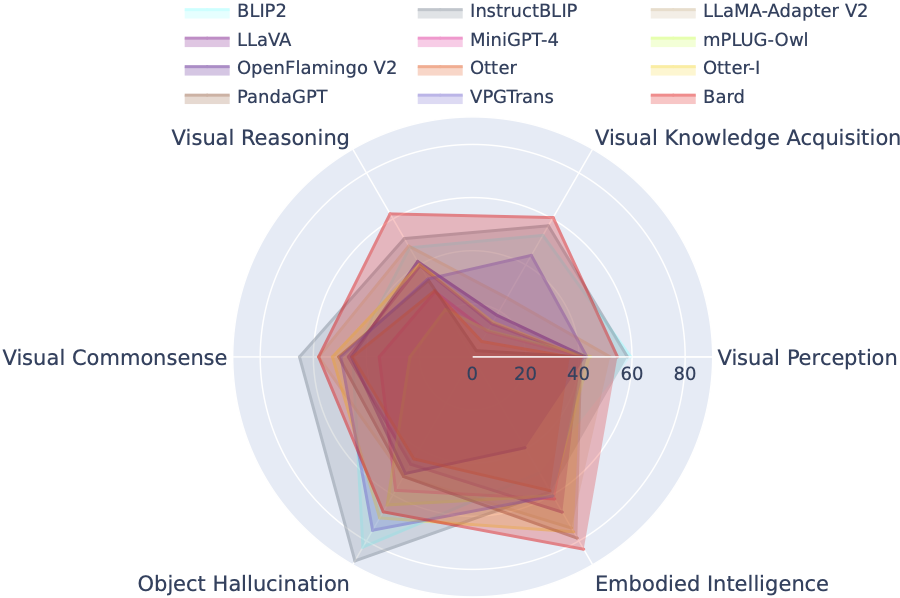 BLIP2 InstructBLIP LLaMA-Adapter V2
LLaVA MiniGPT-4 mPLUG-Owl
OpenFlamingo V2 Otter Otter-I
PandaGPT VPGTrans Bard
Visual Reasoning Visual Knowledge Acquisition
Visual Commonsense Visual Perception
0 20 40 60 80
Object Hallucination Embodied Intelligence